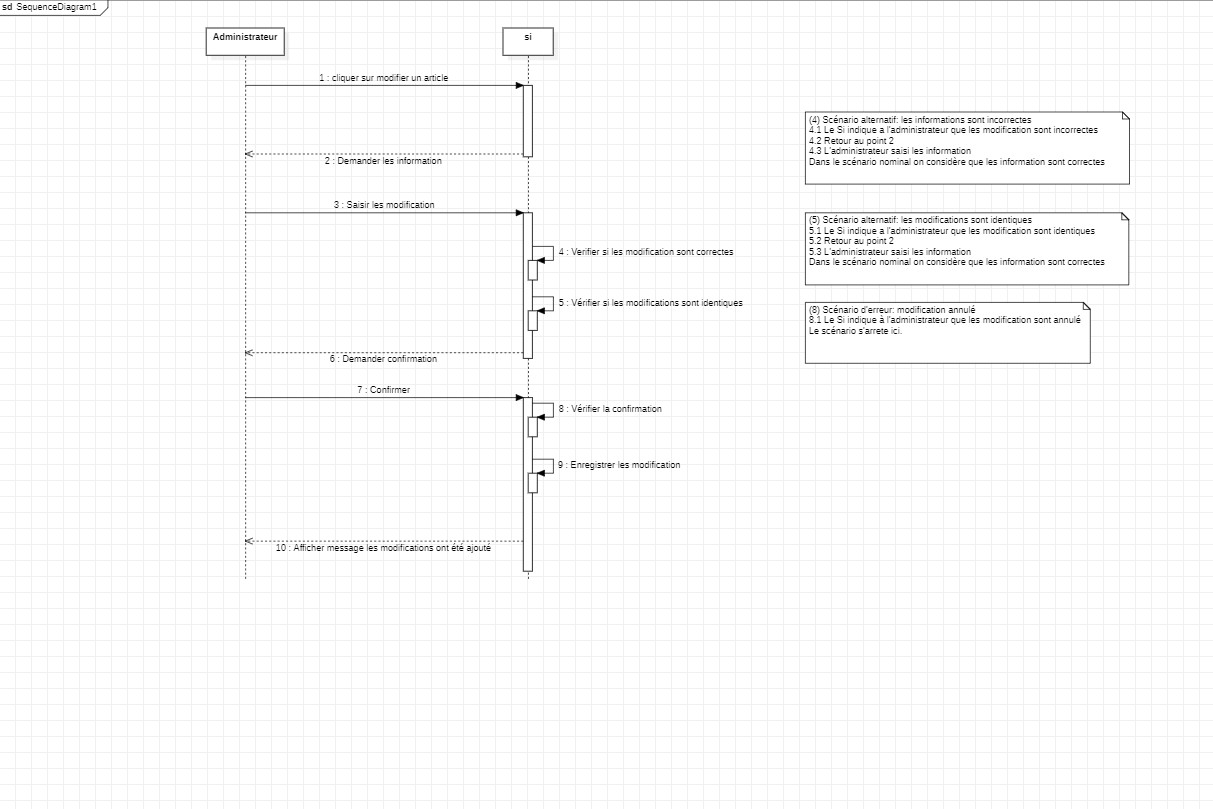 sd SequenceDiagram1
Administrateur
si
1 : cliquer sur modifier un article
2 : Demander les information
3 : Saisir les modification
4 : Verifier si les modification sont correctes
5 : Vérifier si les modifications sont identiques
6 : Demander confirmation
7 : Confirmer
8 : Vérifier la confirmation
9 : Enregistrer les modification
10 : Afficher message les modifications ont été ajouté
(4) Scénario alternatif: les informations sont incorrectes
4.1 Le Si indique a l'administrateur que les modification sont incorrectes
4.2 Retour au point 2
4.3 L'administrateur saisi les information
Dans le scénario nominal on considère que les information sont correctes
(5) Scénario alternatif: les modifications sont identiques
5.1 Le Si indique a l'administrateur que les modification sont identiques
5.2 Retour au point 2
5.3 L'administrateur saisi les information
Dans le scénario nominal on considère que les information sont correctes
(8) Scénario d'erreur: modification annulé
8.1 Le Si indique à l'administrateur que les modification sont annulé
Le scénario s'arrete ici.